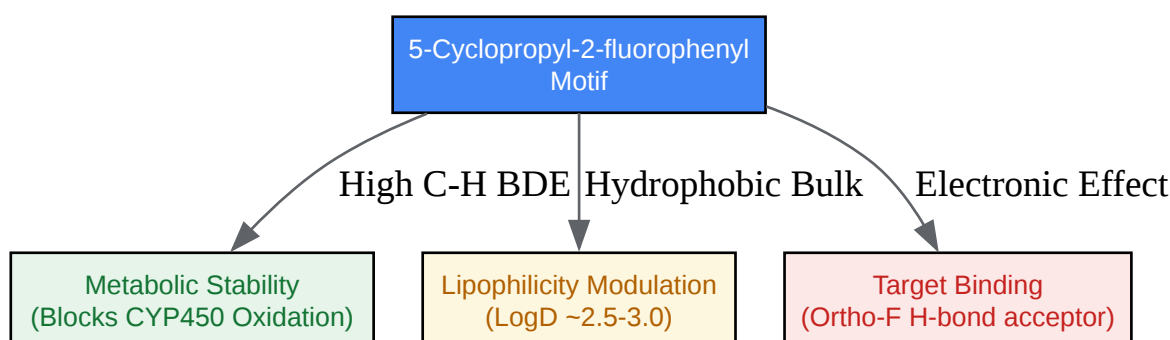 5-Cyclopropyl-2-fluorophenyl
Motif
High C-H BDE
Hydrophobic Bulk
Electronic Effect
Metabolic Stability
(Blocks CYP450 Oxidation)
Lipophilicity Modulation
(LogD ~2.5-3.0)
Target Binding
(Ortho-F H-bond acceptor)